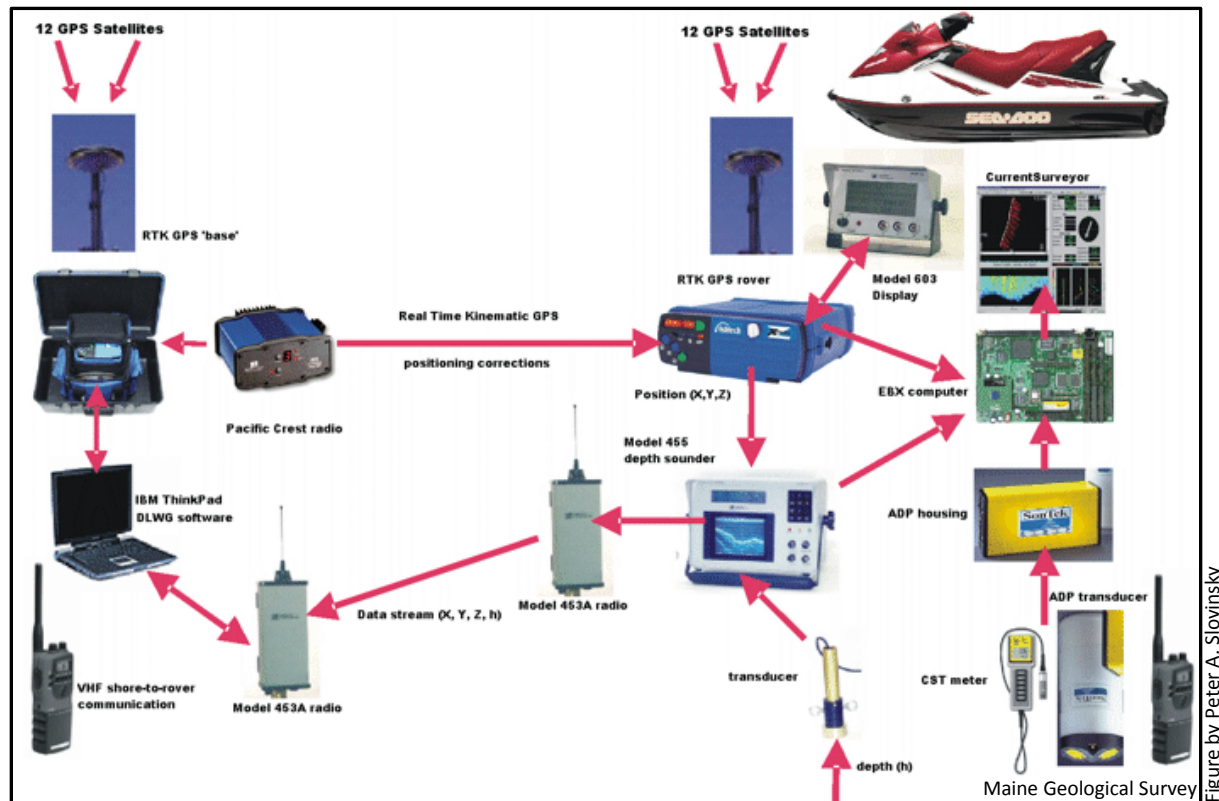 12 GPS Satellites
12 GPS Satellites
SEA-DOO
CurrentSurveyor
RTK GPS 'base'
RTK GPS rover
Model 603
Display
Real Time Kinematic GPS
positioning corrections
Pacific Crest radio
Position (X,Y,Z)
EBX computer
Model 455
depth sounder
IBM ThinkPad
DLWG software
ADP housing
SonTek
Data stream (X, Y, Z, h)
Model 453A radio
ADP transducer
VHF shore-to-rover
communication
Model 453A radio
transducer
CST meter
depth (h)
Maine Geological Survey
Figure by Peter A. Slovinsky